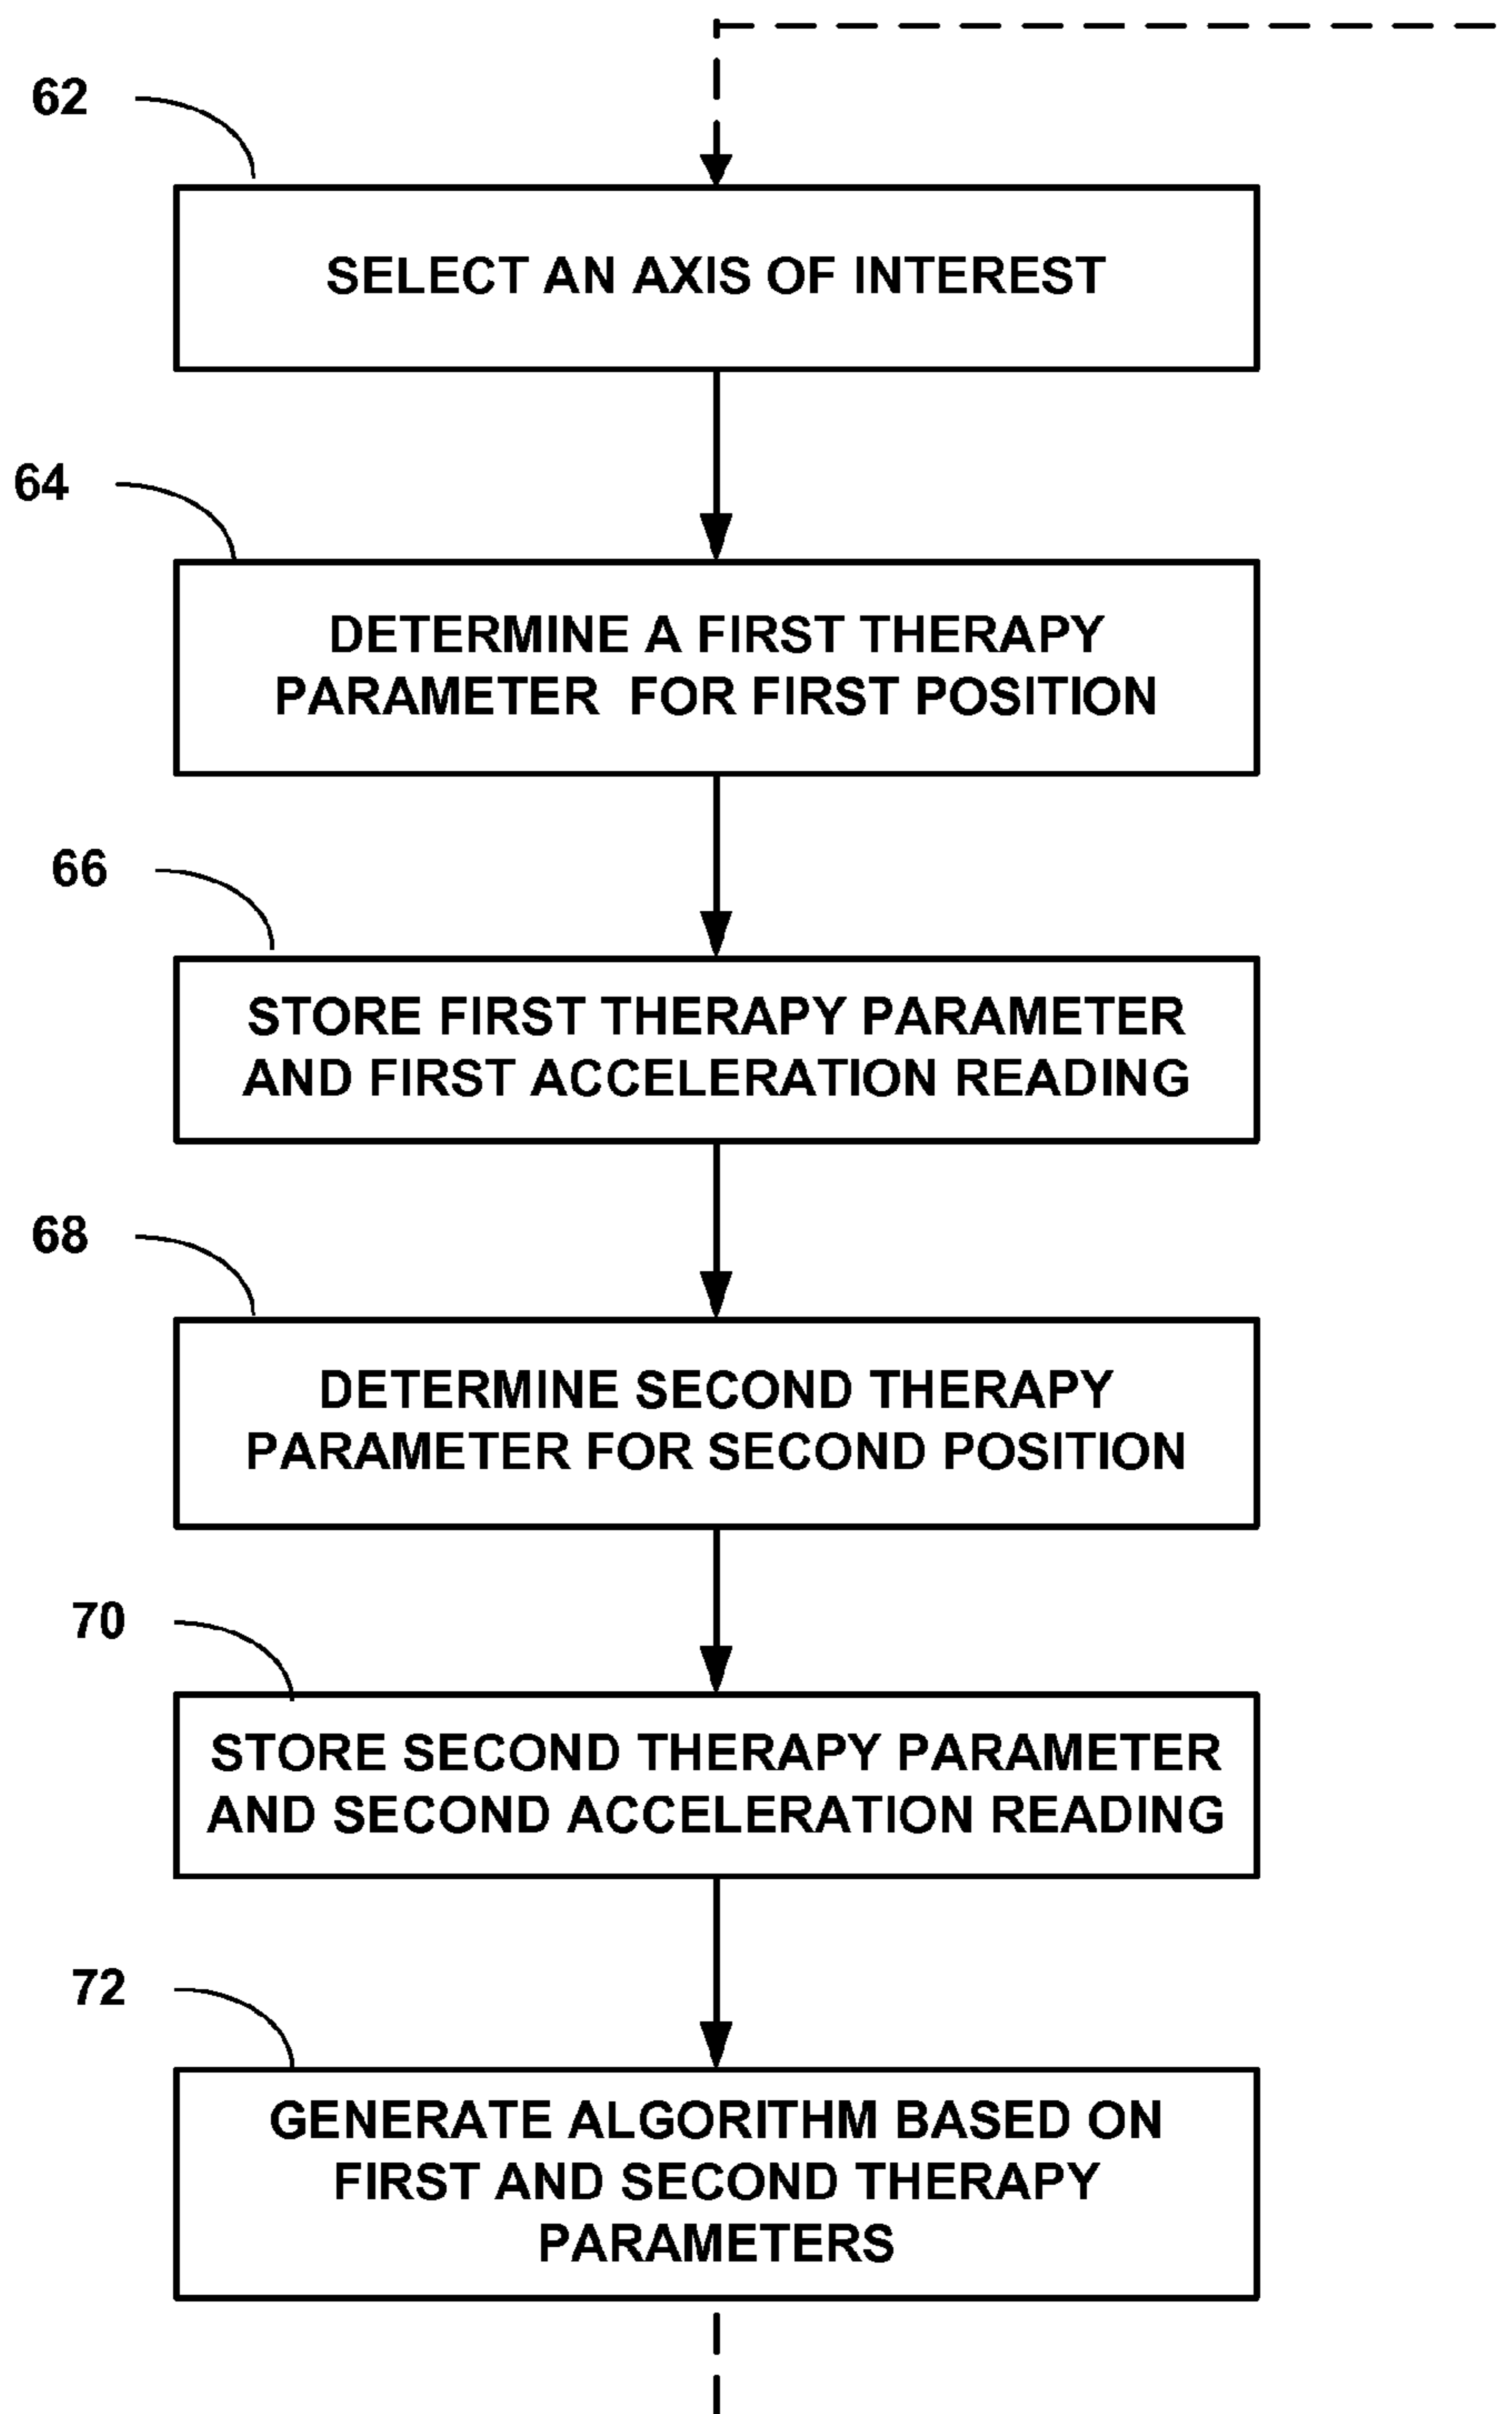 62
SELECT AN AXIS OF INTEREST
64
DETERMINE A FIRST THERAPY
PARAMETER FOR FIRST POSITION
66
STORE FIRST THERAPY PARAMETER
AND FIRST ACCELERATION READING
68
DETERMINE SECOND THERAPY
PARAMETER FOR SECOND POSITION
70
STORE SECOND THERAPY PARAMETER
AND SECOND ACCELERATION READING
72
GENERATE ALGORITHM BASED ON
FIRST AND SECOND THERAPY
PARAMETERS